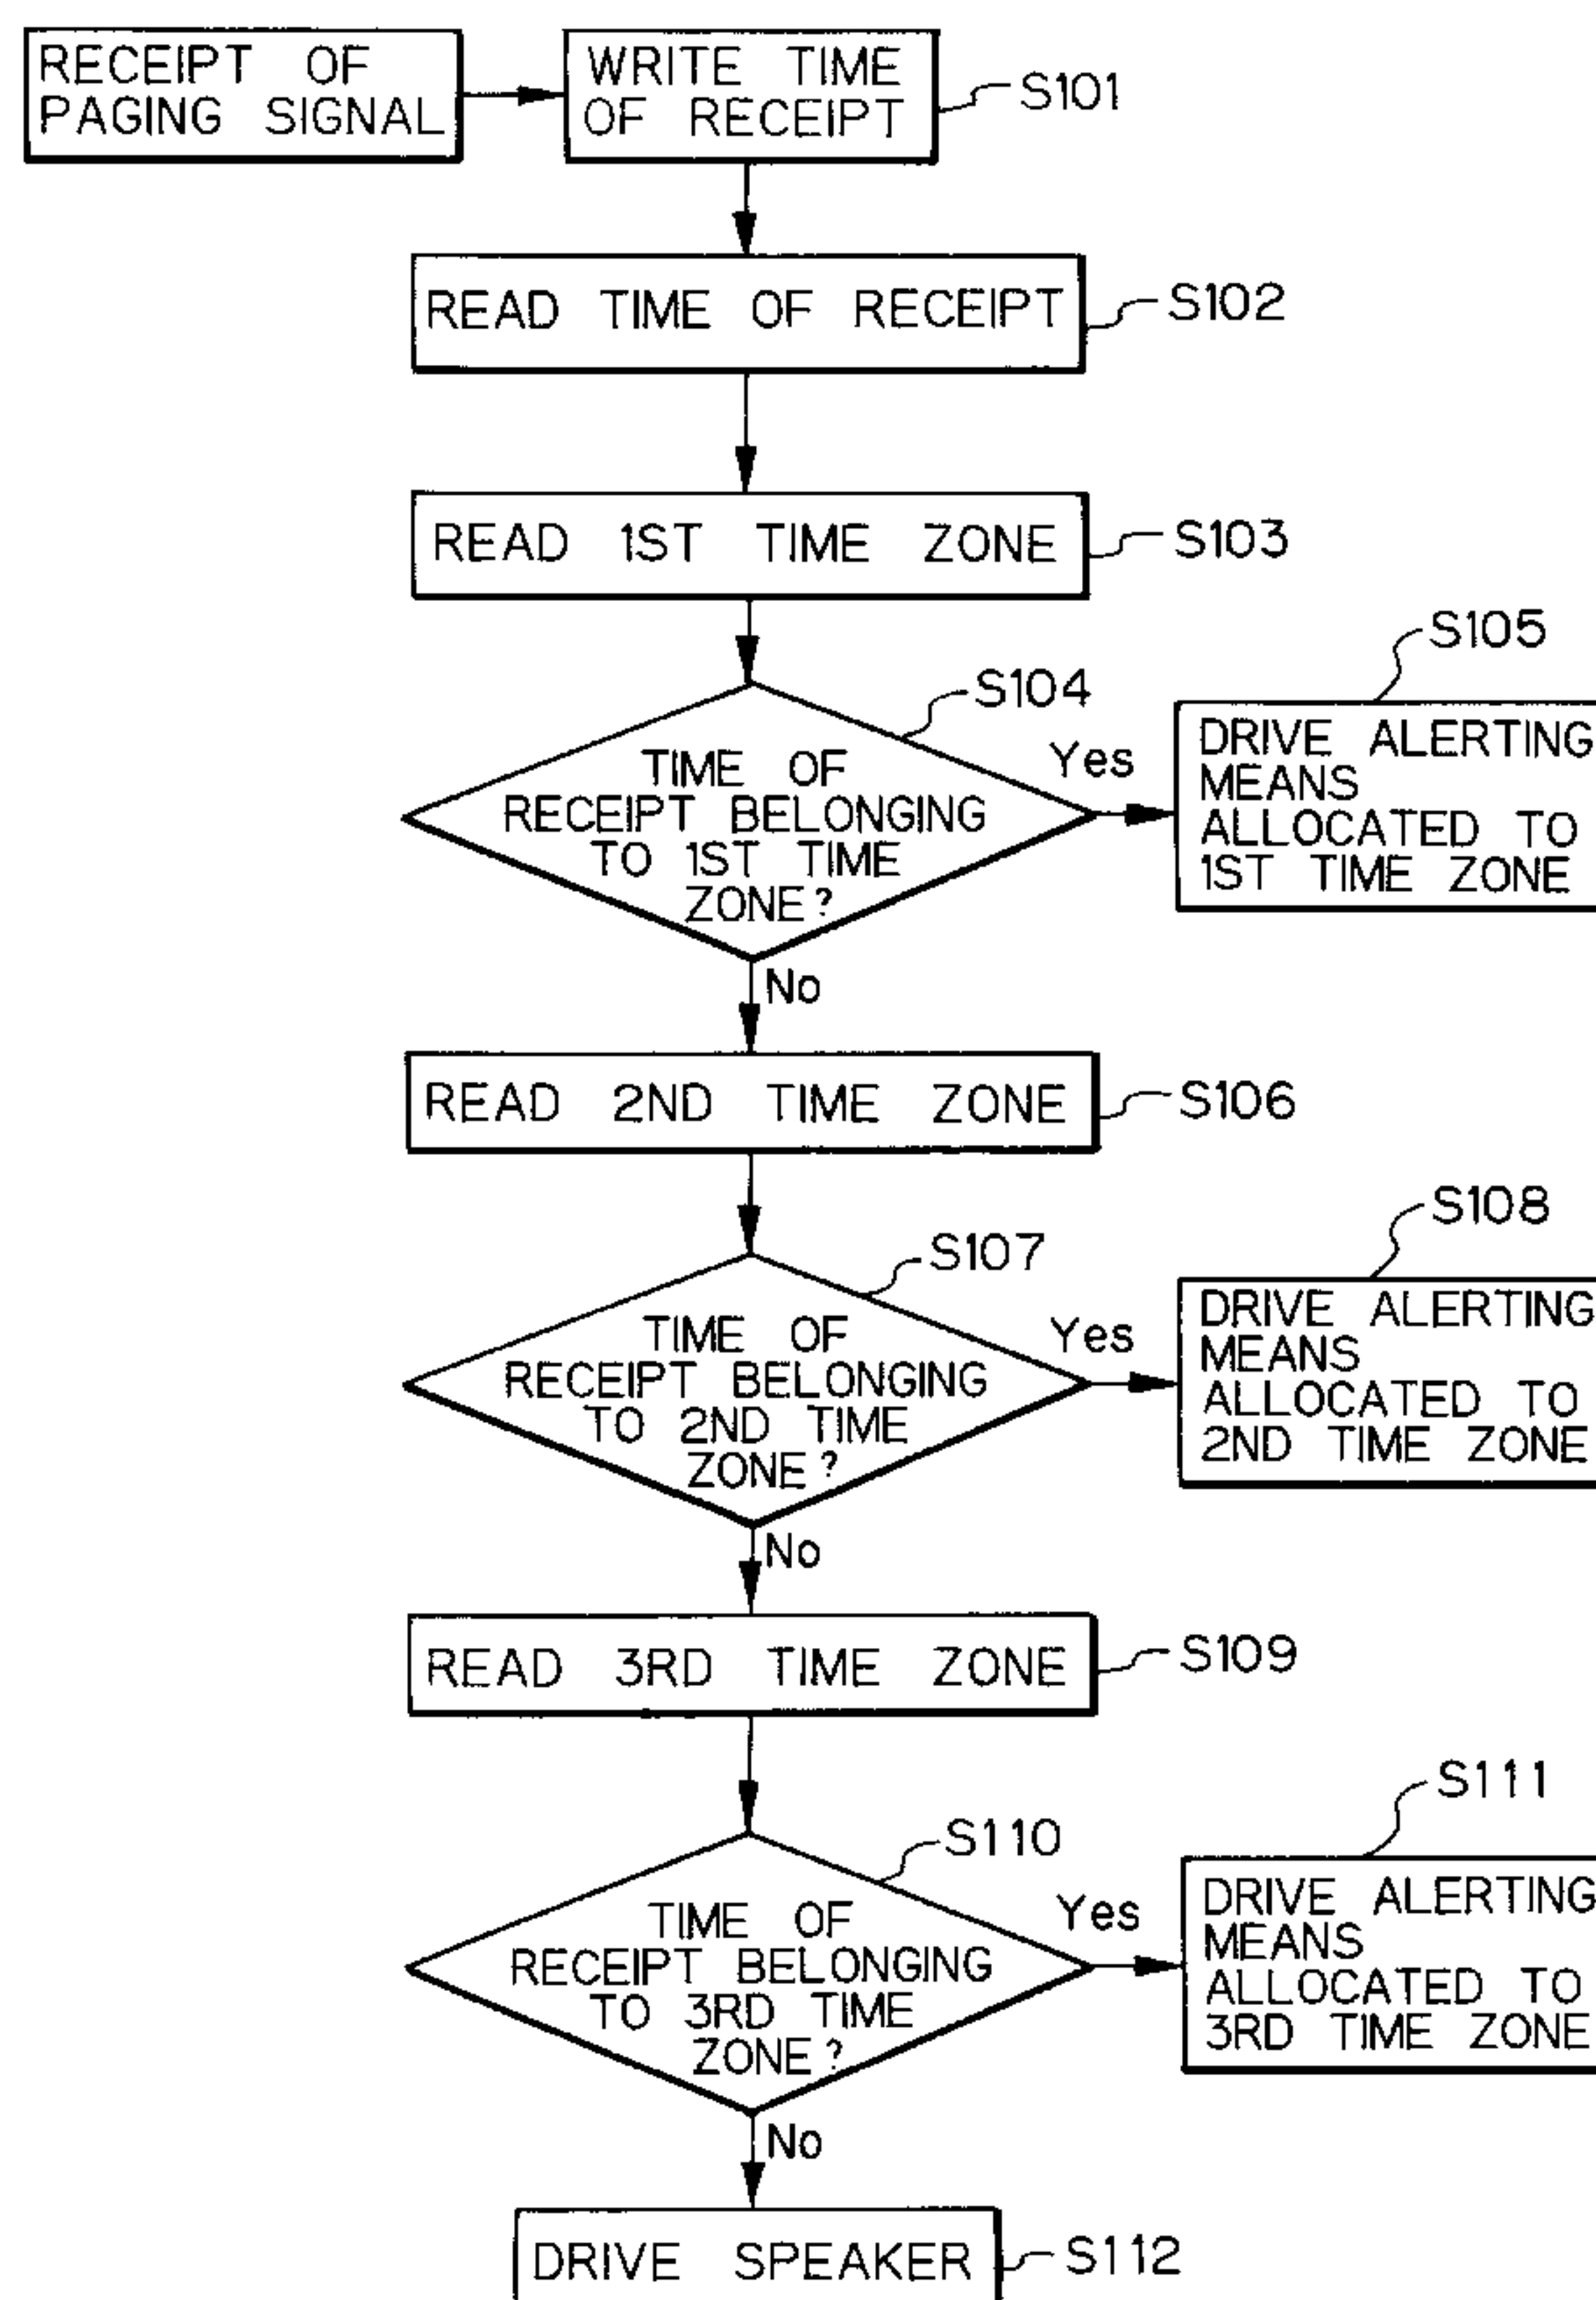 RECEIPT OF
PAGING SIGNAL
WRITE TIME
OF RECEIPT
S101
READ TIME OF RECEIPT
S102
READ 1ST TIME ZONE
S103
S104
TIME OF
RECEIPT BELONGING
TO 1ST TIME
ZONE?
Yes
S105
DRIVE ALERTING
MEANS
ALLOCATED TO
1ST TIME ZONE
No
READ 2ND TIME ZONE
S106
S107
TIME OF
RECEIPT BELONGING
TO 2ND TIME
ZONE?
Yes
S108
DRIVE ALERTING
MEANS
ALLOCATED TO
2ND TIME ZONE
No
READ 3RD TIME ZONE
S109
S110
TIME OF
RECEIPT BELONGING
TO 3RD TIME
ZONE?
Yes
S111
DRIVE ALERTING
MEANS
ALLOCATED TO
3RD TIME ZONE
No
DRIVE SPEAKER
S112